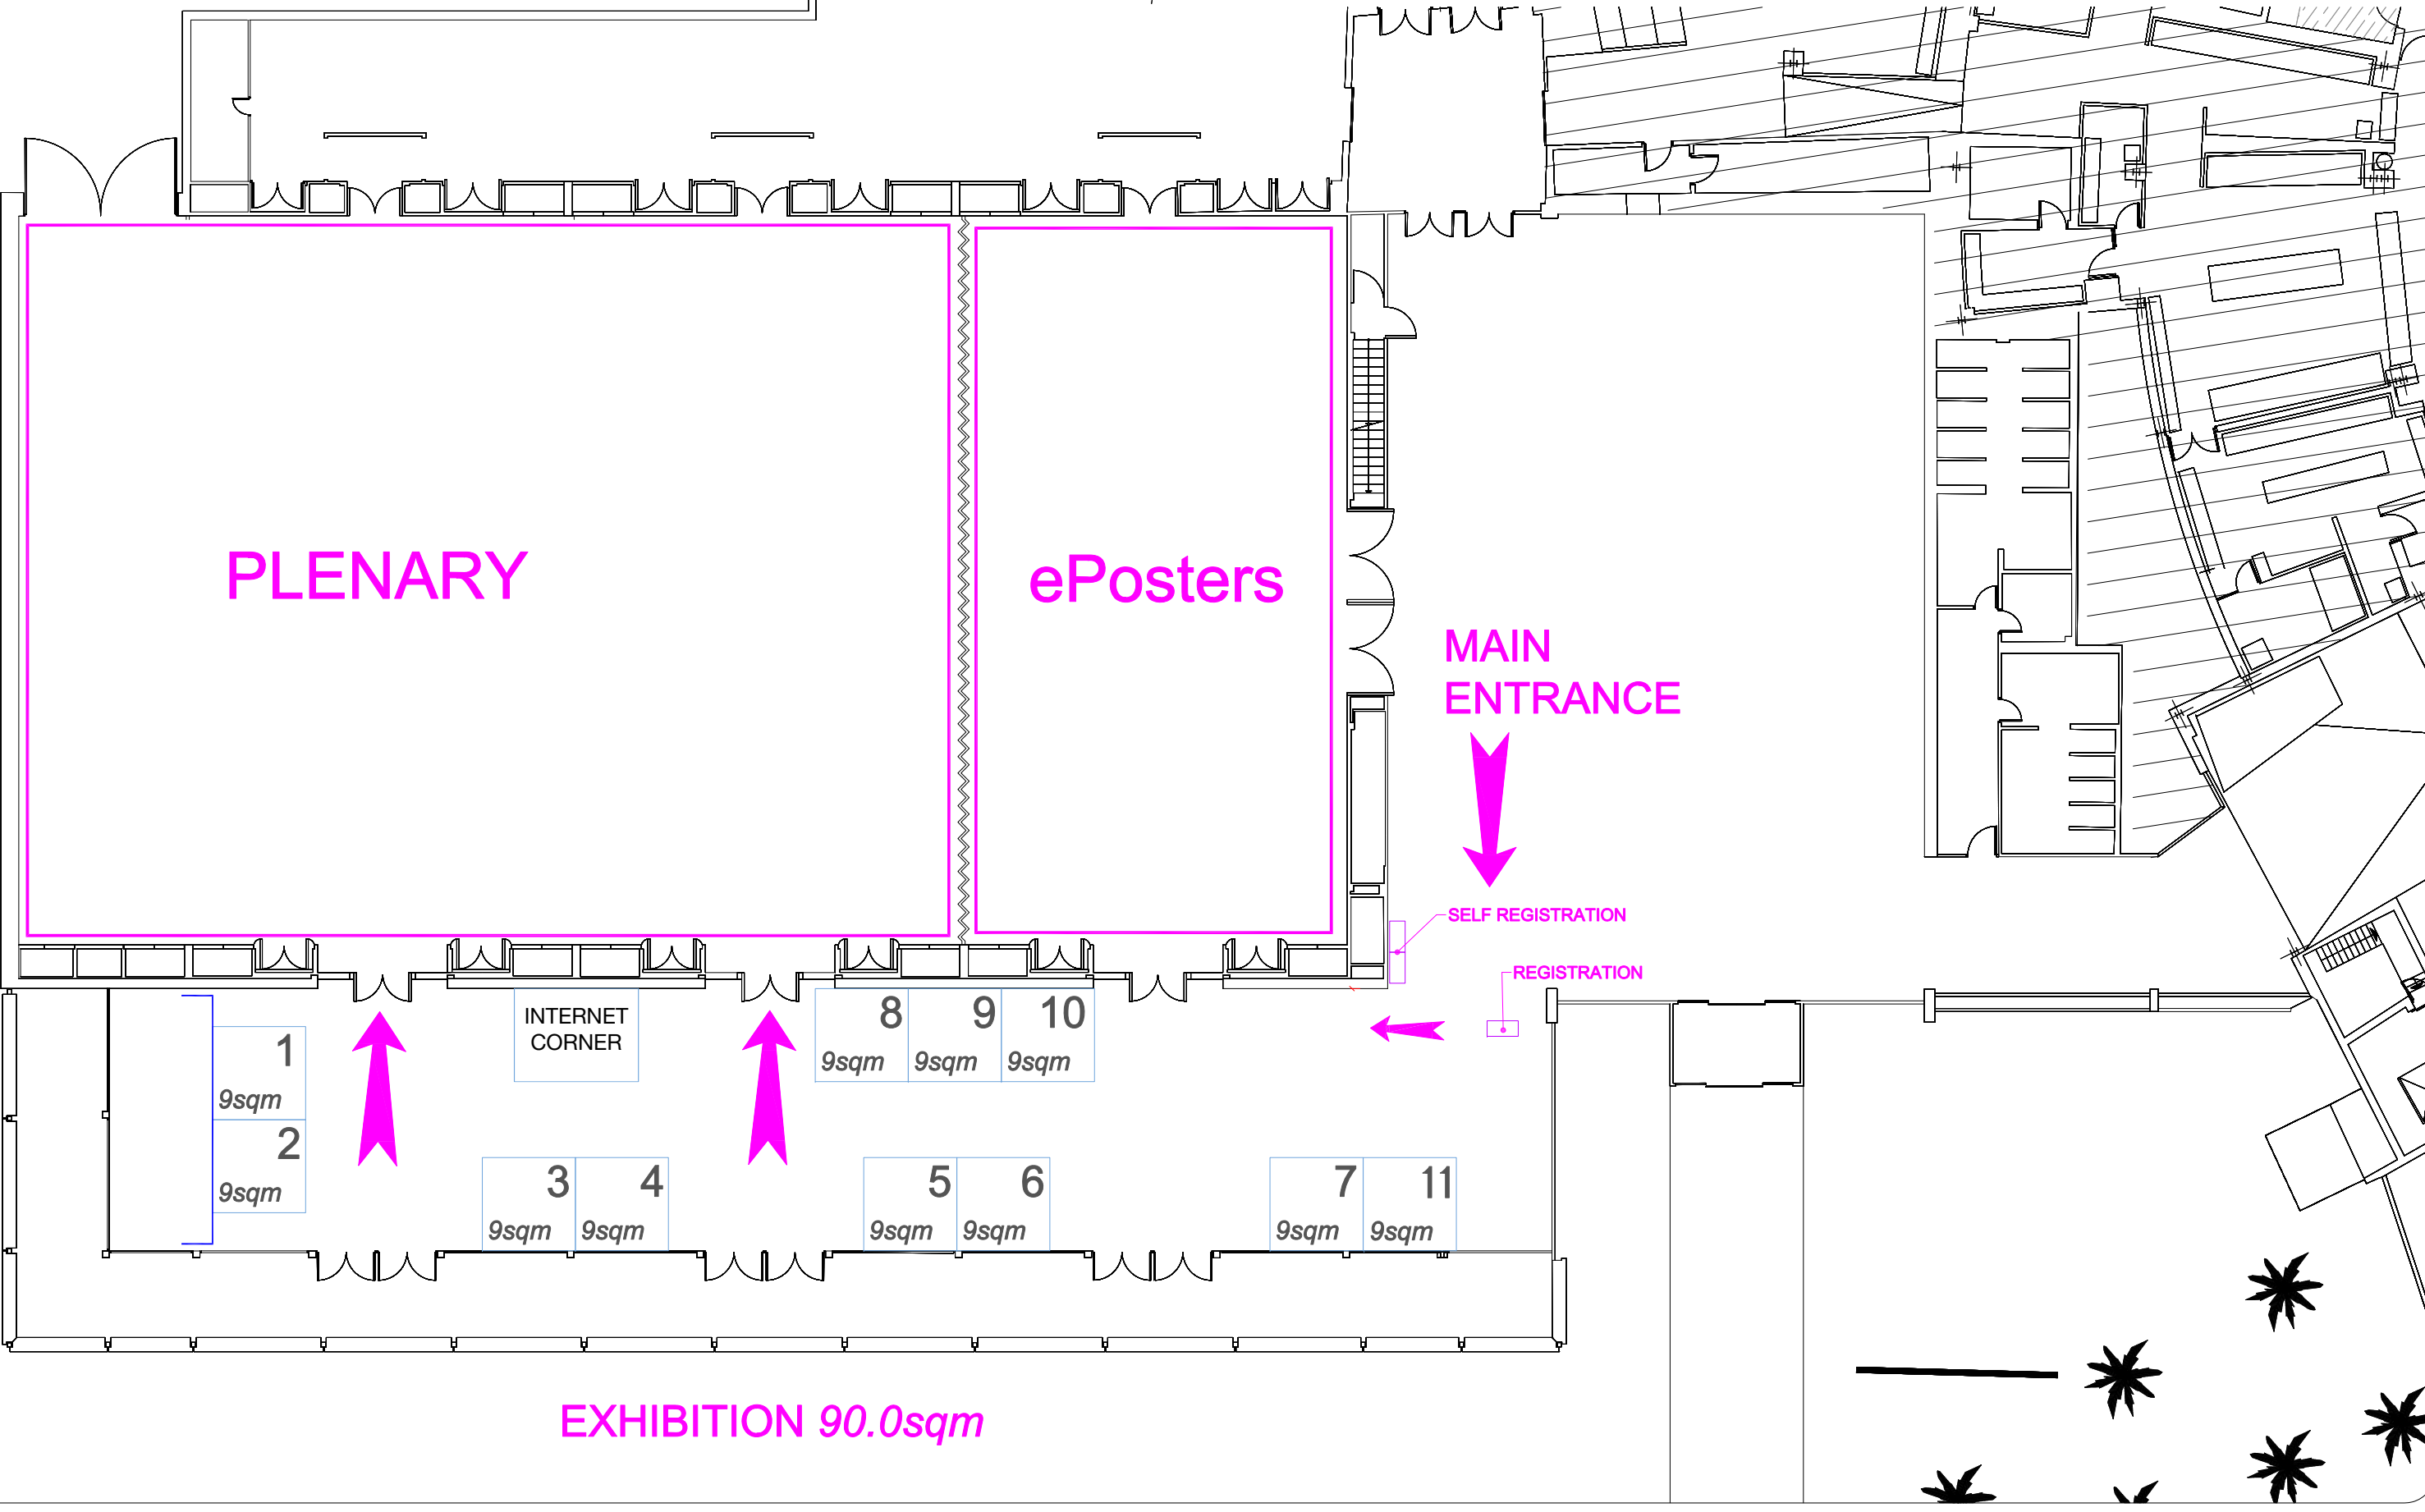 PLENARY
ePosters
MAIN
ENTRANCE
SELF REGISTRATION
REGISTRATION
INTERNET
CORNER
8
9sqm
9
9sqm
10
9sqm
1
9sqm
2
9sqm
3
9sqm
4
9sqm
5
9sqm
6
9sqm
7
9sqm
11
9sqm
EXHIBITION 90.0sqm